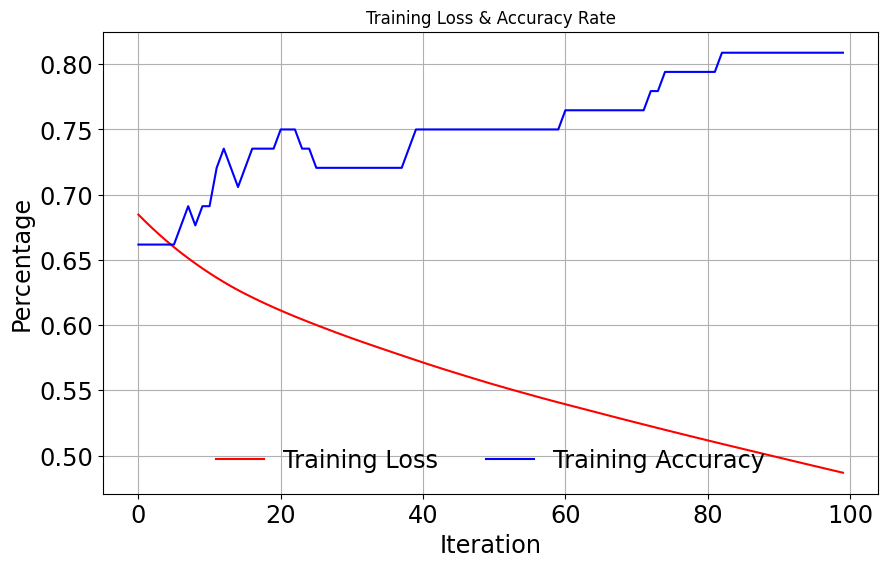 Training Loss & Accuracy Rate
Percentage
0.80
0.75
0.70
0.65
0.60
0.55
0.50
Training Loss
Training Accuracy
0 20 40 60 80 100
Iteration